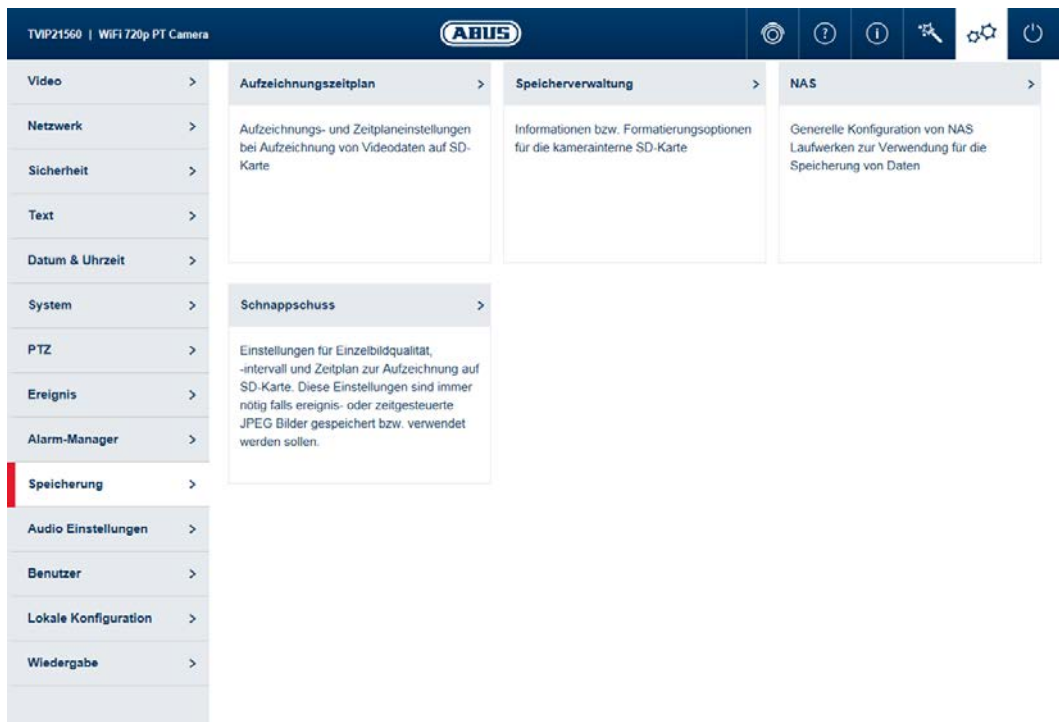 TVIP21560 | WiFi 720p PT Camera
ABUS
Video
Netzwerk
Sicherheit
Text
Datum & Uhrzeit
System
PTZ
Ereignis
Alarm-Manager
Speicherung
Audio Einstellungen
Benutzer
Lokale Konfiguration
Wiedergabe
Aufzeichnungszeitplan
Aufzeichnungs- und Zeitplaneinstellungen
bei Aufzeichnung von Videodaten auf SD-
Karte
Speicherverwaltung
Informationen bzw. Formatierungsoptionen
für die kamerainterne SD-Karte
NAS
Generelle Konfiguration von NAS
Laufwerken zur Verwendung für die
Speicherung von Daten
Schnappschuss
Einstellungen für Einzelbildqualität,
-intervall und Zeitplan zur Aufzeichnung auf
SD-Karte. Diese Einstellungen sind immer
nötig falls ereignis- oder zeitgesteuerte
JPEG Bilder gespeichert bzw. verwendet
werden sollen.